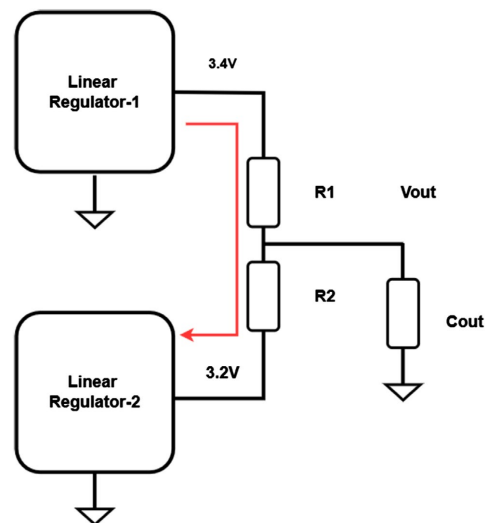 3.4V
Linear
Regulator-1
R1
Vout
R2
Cout
3.2V
Linear
Regulator-2